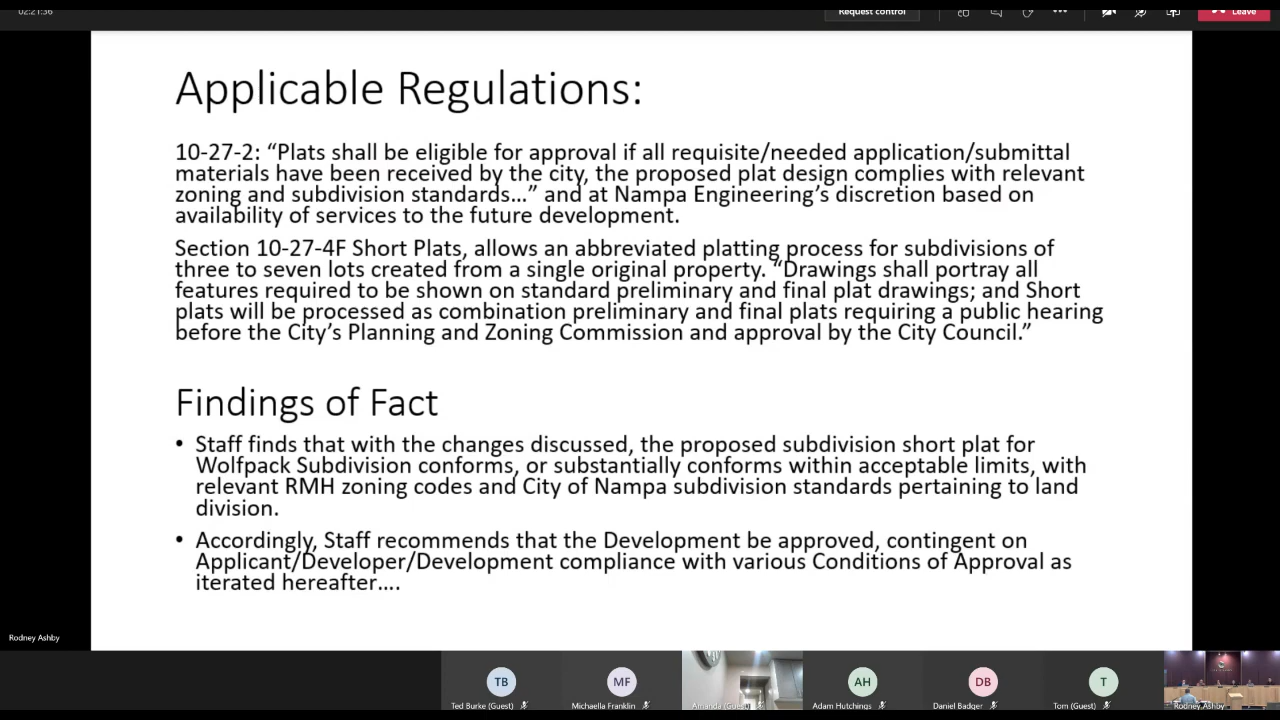 02:21:36
Request control
Leave
Applicable Regulations:
10-27-2: “Plats shall be eligible for approval if all requisite/needed application/submittal
materials have been received by the city, the proposed plat design complies with relevant
zoning and subdivision standards…” and at Nampa Engineering’s discretion based on
availability of services to the future development.
Section 10-27-4F Short Plats, allows an abbreviated platting process for subdivisions of
three to seven lots created from a single original property. “Drawings shall portray all
features required to be shown on standard preliminary and final plat drawings; and Short
plats will be processed as combination preliminary and final plats requiring a public hearing
before the City’s Planning and Zoning Commission and approval by the City Council.”
Findings of Fact
• Staff finds that with the changes discussed, the proposed subdivision short plat for
Wolfpack Subdivision conforms, or substantially conforms within acceptable limits, with
relevant RMH zoning codes and City of Nampa subdivision standards pertaining to land
division.
• Accordingly, Staff recommends that the Development be approved, contingent on
Applicant/Developer/Development compliance with various Conditions of Approval as
iterated hereafter….
Rodney Ashby
TB
MF
AH
DB
T
Ted Burke (Guest)
Michaella Franklin
Amanda (Guest)
Adam Hutchings
Daniel Badger
Tom (Guest)
Rodney Ashby